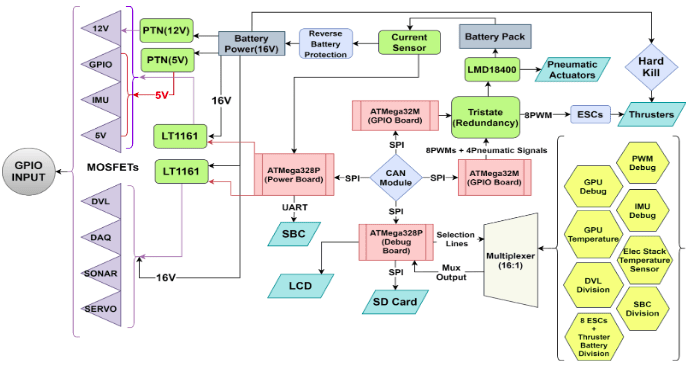 12V
GPIO
IMU
5V
PTN(12V)
PTN(5V)
5V
Battery
Power(16V)
Reverse
Battery
Protection
Current
Sensor
Battery Pack
LMD18400
Pneumatic
Actuators
Hard
Kill
16V
LT1161
LT1161
ATMega32M
(GPIO Board)
Tristate
(Redundancy)
8PWM
ESCs
Thrusters
GPIO
INPUT
MOSFETs
SPI
8PWMs + 4Pneumatic Signals
SPI
ATMega328P
(Power Board)
SPI
CAN
Module
SPI
ATMega32M
(GPIO Board)
UART
SBC
SPI
DVL
DAQ
SONAR
SERVO
16V
ATMega328P
(Debug
Board)
Selection
Lines
Mux
Output
Multiplexer
(16:1)
LCD
SPI
SD Card
PWM
Debug
GPU
Debug
IMU
Debug
GPU
Temperature
Elec Stack
Temperature
Sensor
DVL
Division
SBC
Division
8 ESCs
+
Thruster
Battery
Division